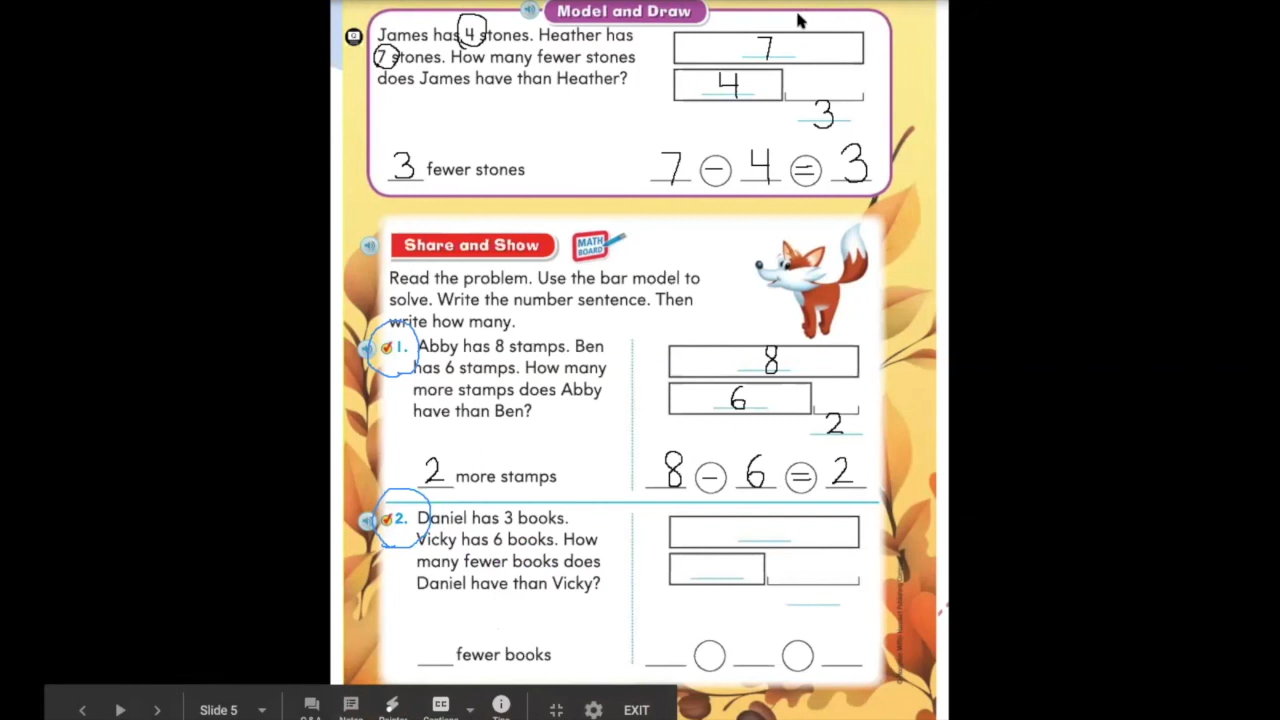 Model and Draw
James has 4 stones. Heather has
7 stones. How many fewer stones
does James have than Heather?
7
4
3
3 fewer stones
7 − 4 = 3
Share and Show
MATH BOARD
Read the problem. Use the bar model to
solve. Write the number sentence. Then
write how many.
1. Abby has 8 stamps. Ben
has 6 stamps. How many
more stamps does Abby
have than Ben?
8
6
2
2 more stamps
8 − 6 = 2
2. Daniel has 3 books.
Vicky has 6 books. How
many fewer books does
Daniel have than Vicky?
___ fewer books
Slide 5
Q & A
Notes
Pointer
Captions
Tips
EXIT